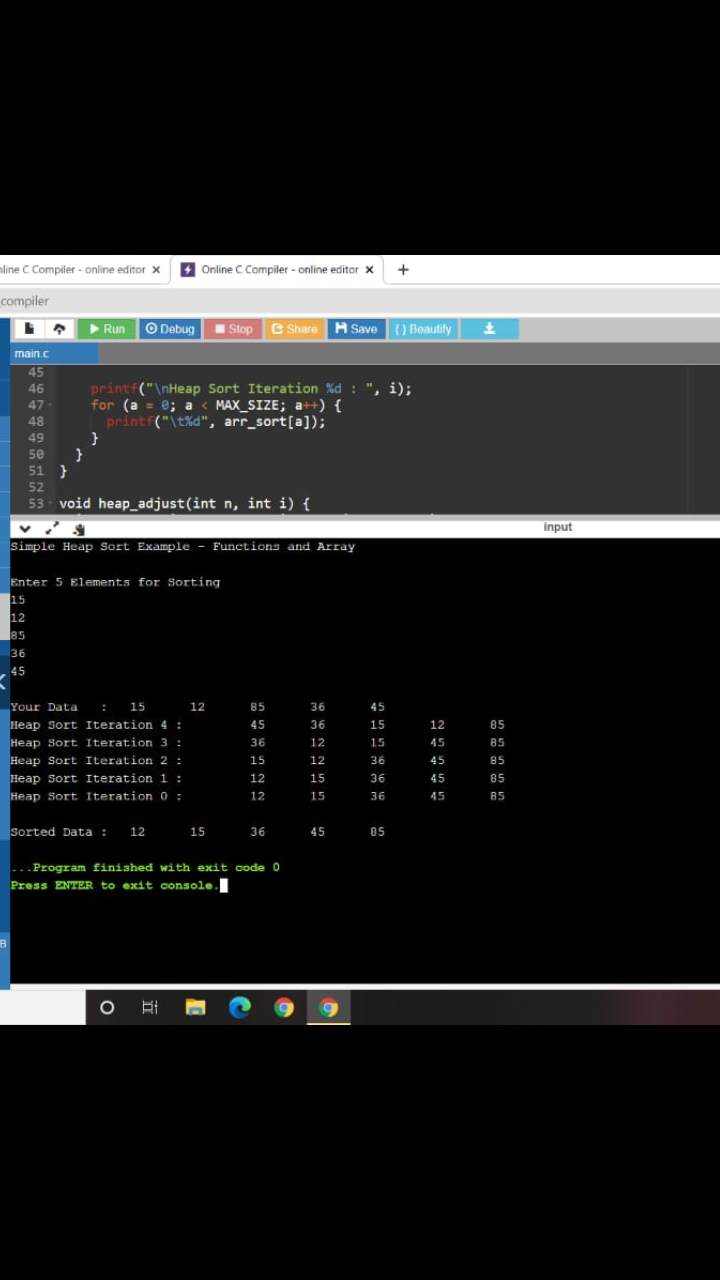 nline C Compiler - online editor × Online C Compiler - online editor × +
compiler
Run Debug Stop Share Save { } Beautify
main.c
45
46 printf("\nHeap Sort Iteration %d : ", i);
47 for (a = 0; a < MAX_SIZE; a++) {
48 printf("\t%d", arr_sort[a]);
49 }
50 }
51 }
52
53 void heap_adjust(int n, int i) {
input
Simple Heap Sort Example - Functions and Array
Enter 5 Elements for Sorting
15
12
85
36
45
Your Data : 15 12 85 36 45
Heap Sort Iteration 4 : 45 36 15 12 85
Heap Sort Iteration 3 : 36 12 15 45 85
Heap Sort Iteration 2 : 15 12 36 45 85
Heap Sort Iteration 1 : 12 15 36 45 85
Heap Sort Iteration 0 : 12 15 36 45 85
Sorted Data : 12 15 36 45 85
...Program finished with exit code 0
Press ENTER to exit console.
B